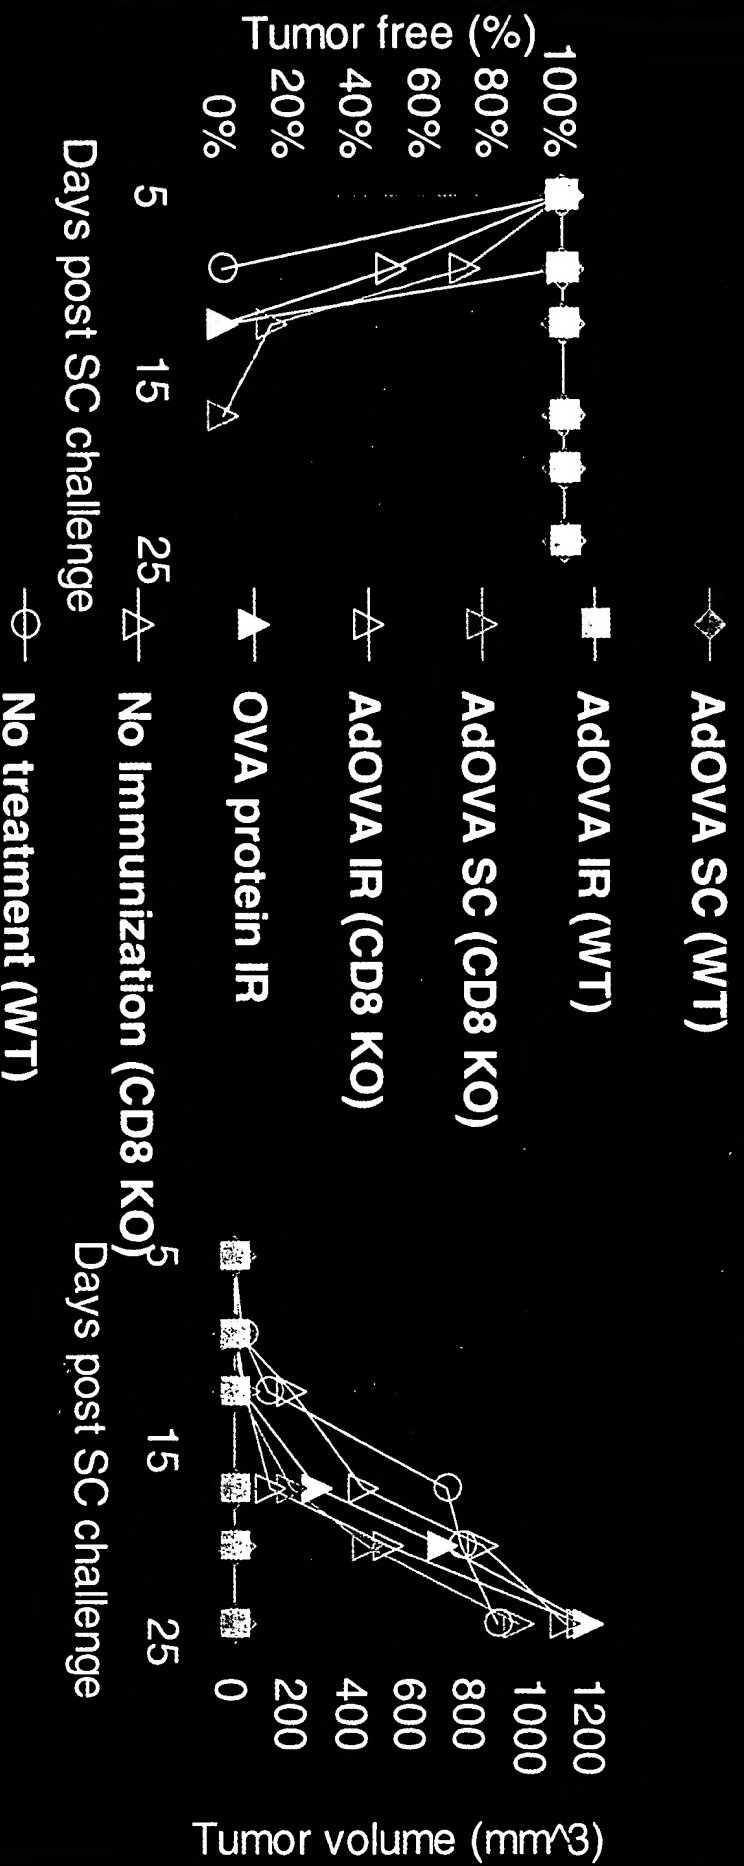 Tumor free (%)
100%
80%
60%
40%
20%
0%
5
15
25
Days post SC challenge
AdOVA SC (WT)
AdOVA IR (WT)
AdOVA SC (CD8 KO)
AdOVA IR (CD8 KO)
OVA protein IR
No Immunization (CD8 KO)
No treatment (WT)
Tumor volume (mm^3)
1200
1000
800
600
400
200
0
5
15
25
Days post SC challenge